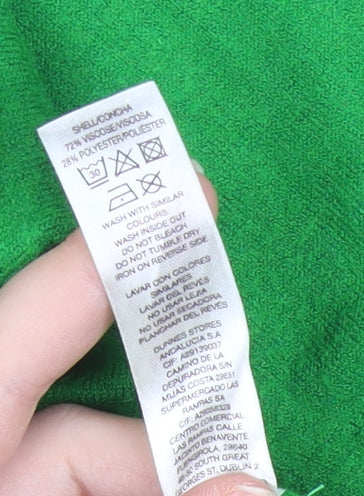 SHELL/CONCHA
72% VISCOSE/VISCOSA
28% POLYESTER/POLIÉSTER
30
WASH WITH SIMILAR
COLOURS
WASH INSIDE OUT
DO NOT BLEACH
DO NOT TUMBLE DRY
IRON ON REVERSE SIDE
LAVAR CON COLORES
SIMILARES
LAVAR DEL REVES
NO USAR LEJIA
NO USAR SECADORA
PLANCHAR DEL REVES
DUNNES STORES
ANDALUCIA S.A
CIF: A29139037
CAMINO DE LA
DEPURADORA S/N
MIJAS COSTA 29651
SUPERMERCADO LAS
RAMPAS SA
CIF:
CENTRO COMERCIAL
LAS RAMPAS CALLE
JACINTO BENAVENTE,
FUENGIROLA, 29640
46-50 SOUTH GREAT
GEORGES ST, DUBLIN 2